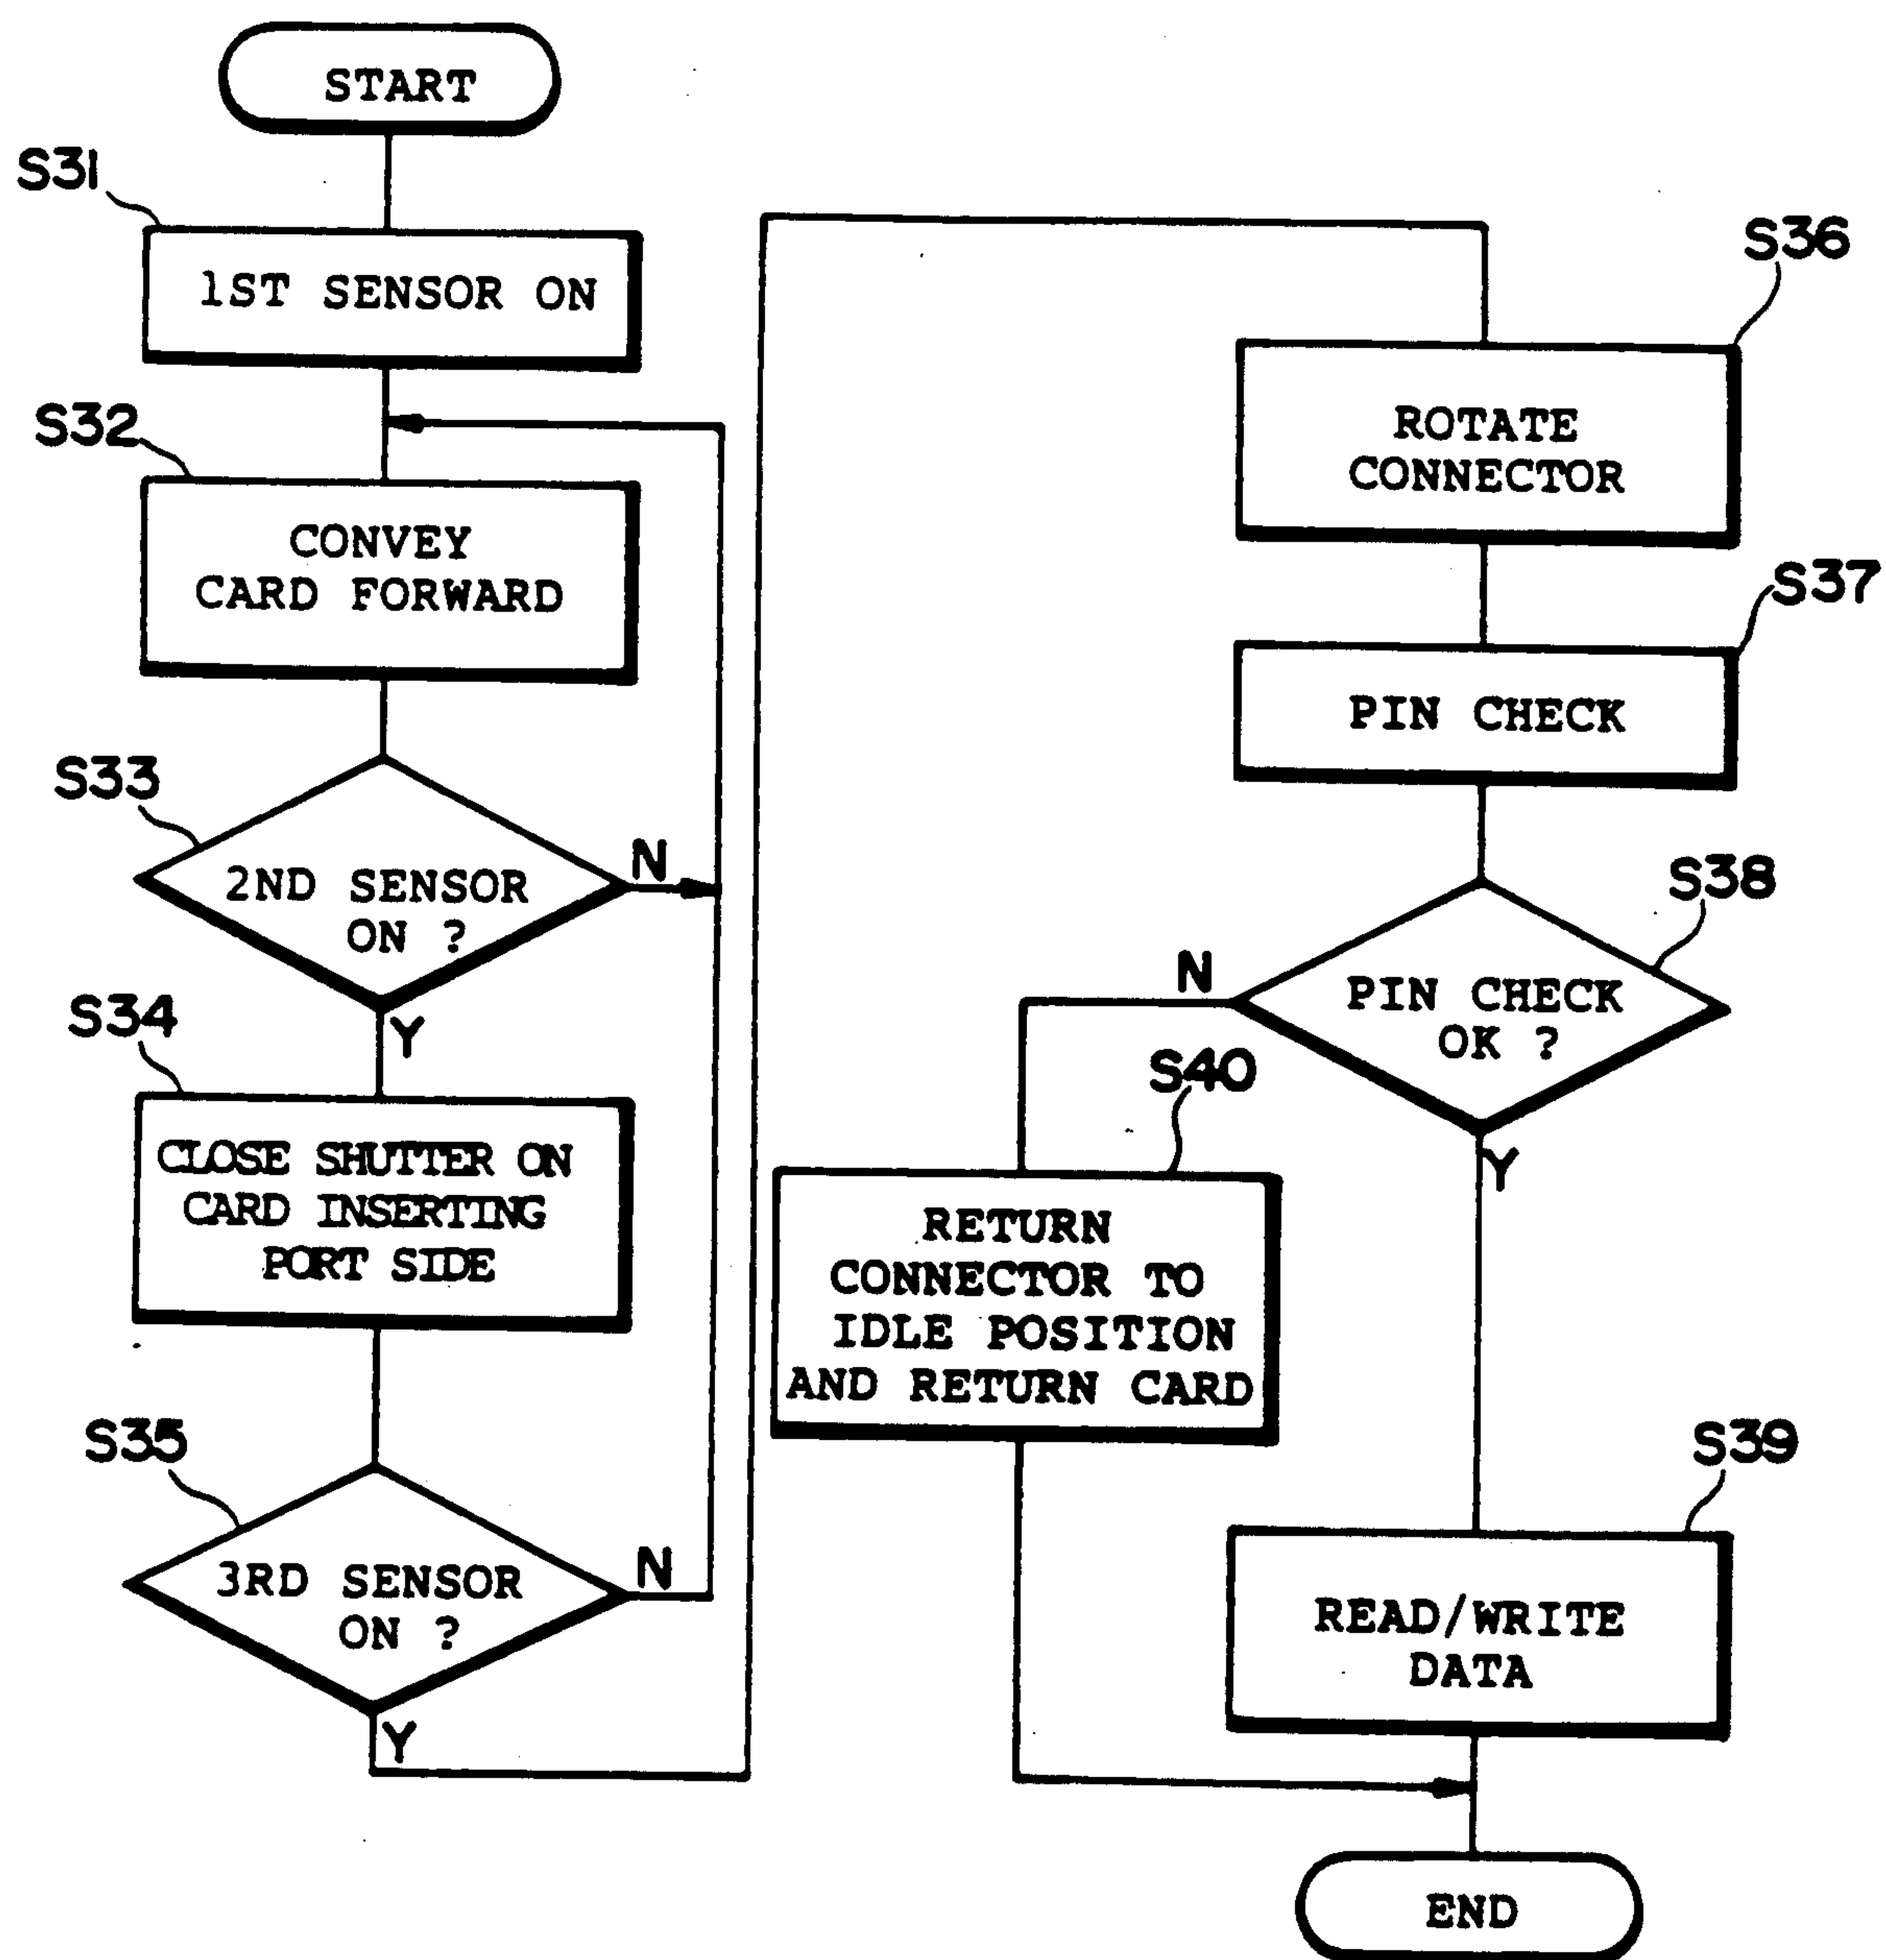 START
S31
1ST SENSOR ON
S32
CONVEY
CARD FORWARD
S33
2ND SENSOR
ON ?
N
Y
S34
CLOSE SHUTTER ON
CARD INSERTING
PORT SIDE
S35
3RD SENSOR
ON ?
N
Y
S36
ROTATE
CONNECTOR
S37
PIN CHECK
S38
PIN CHECK
OK ?
N
Y
S40
RETURN
CONNECTOR TO
IDLE POSITION
AND RETURN CARD
S39
READ/WRITE
DATA
END